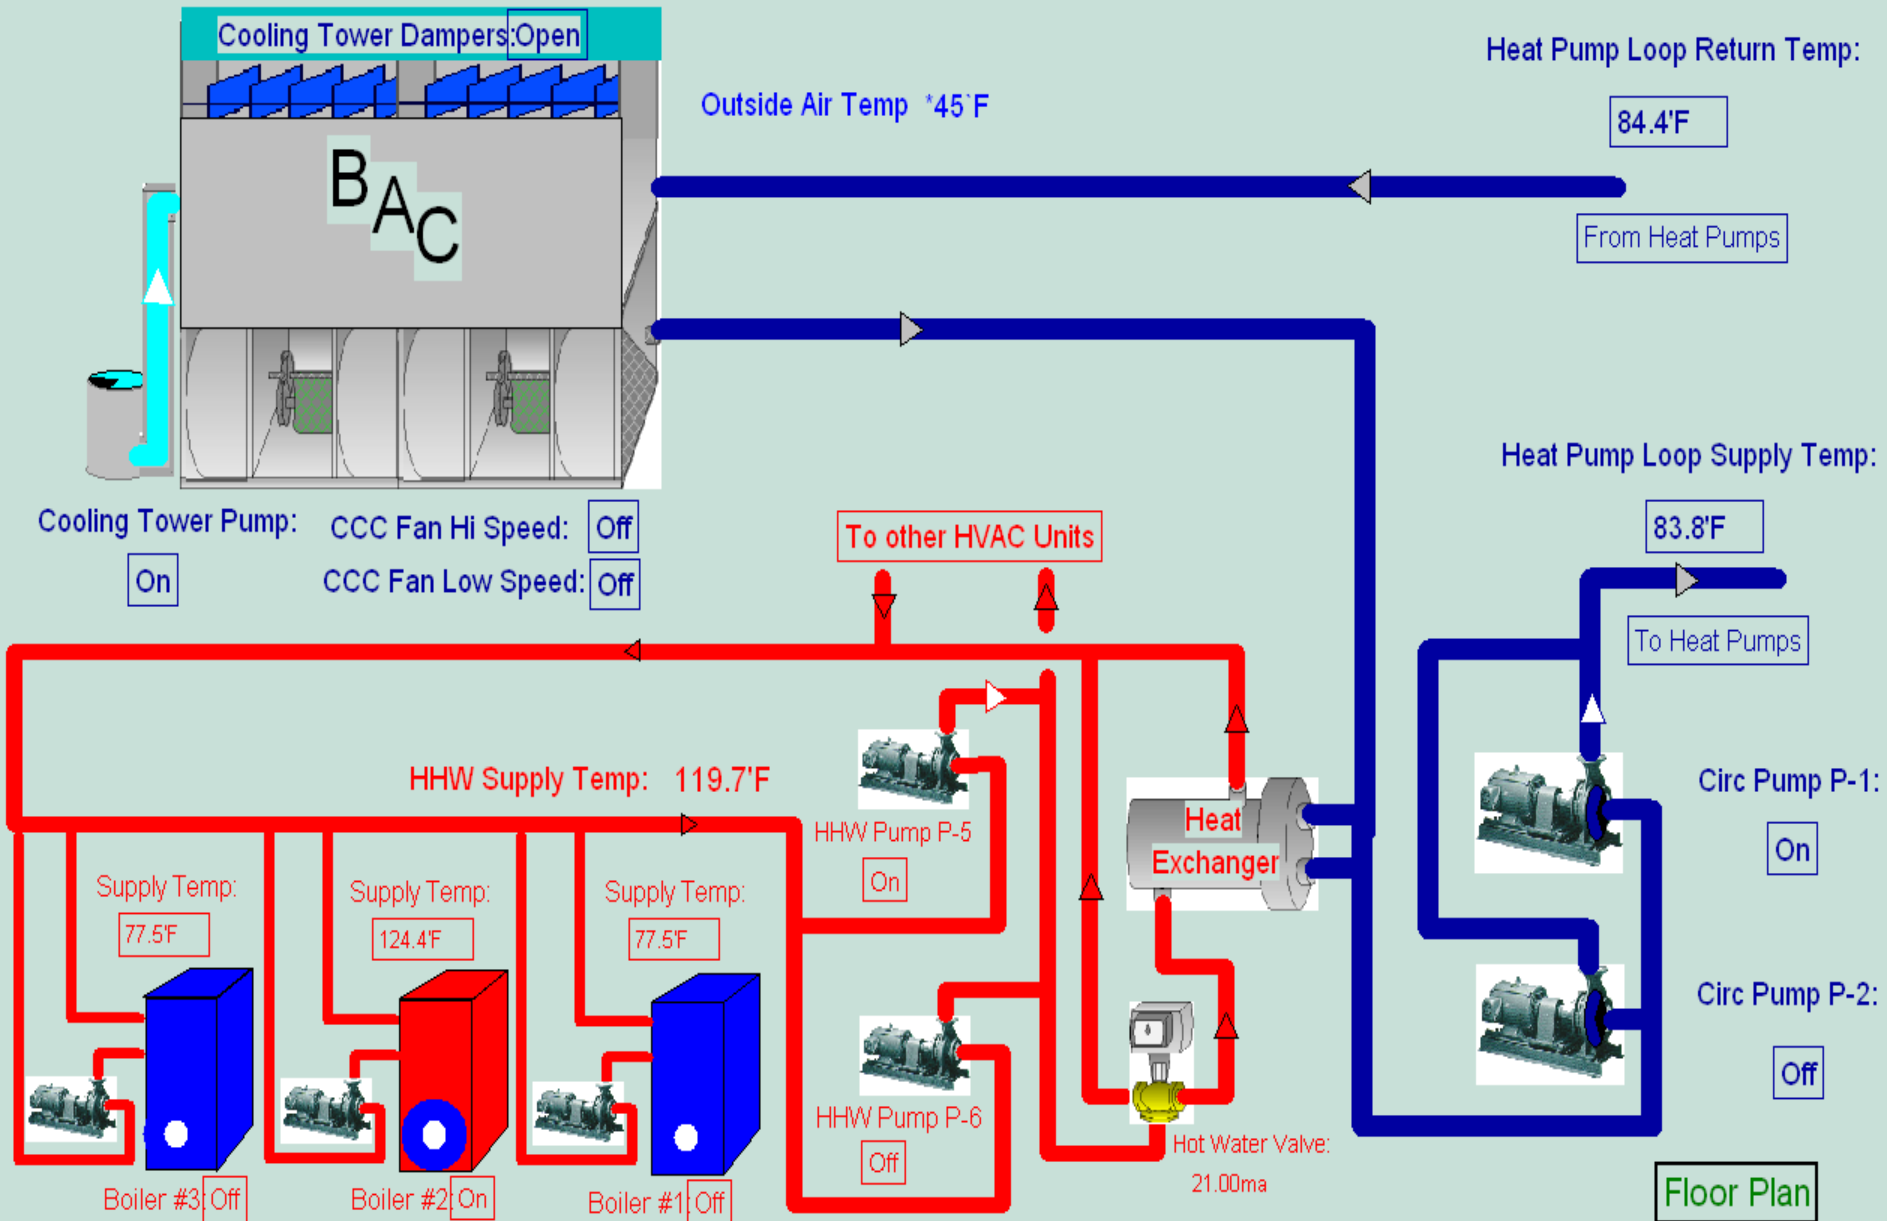 Cooling Tower Dampers:Open
Heat Pump Loop Return Temp:
Outside Air Temp *45`F
84.4'F
BAC
From Heat Pumps
Heat Pump Loop Supply Temp:
83.8'F
Cooling Tower Pump:
On
CCC Fan Hi Speed: Off
CCC Fan Low Speed: Off
To other HVAC Units
To Heat Pumps
HHW Supply Temp: 119.7'F
HHW Pump P-5
On
Heat
Exchanger
Circ Pump P-1:
On
Supply Temp:
77.5'F
Supply Temp:
124.4'F
Supply Temp:
77.5'F
Circ Pump P-2:
Off
HHW Pump P-6
Off
Hot Water Valve:
21.00ma
Boiler #3: Off
Boiler #2: On
Boiler #1: Off
Floor Plan